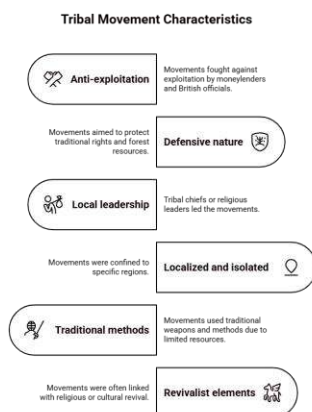 Tribal Movement Characteristics
Anti-exploitation
Movements fought against
exploitation by moneylenders
and British officials.
Movements aimed to protect
traditional rights and forest
resources.
Defensive nature
Local leadership
Tribal chiefs or religious
leaders led the movements.
Movements were confined to
specific regions.
Localized and isolated
Traditional methods
Movements used traditional
weapons and methods due to
limited resources.
Movements were often linked
with religious or cultural revival.
Revivalist elements